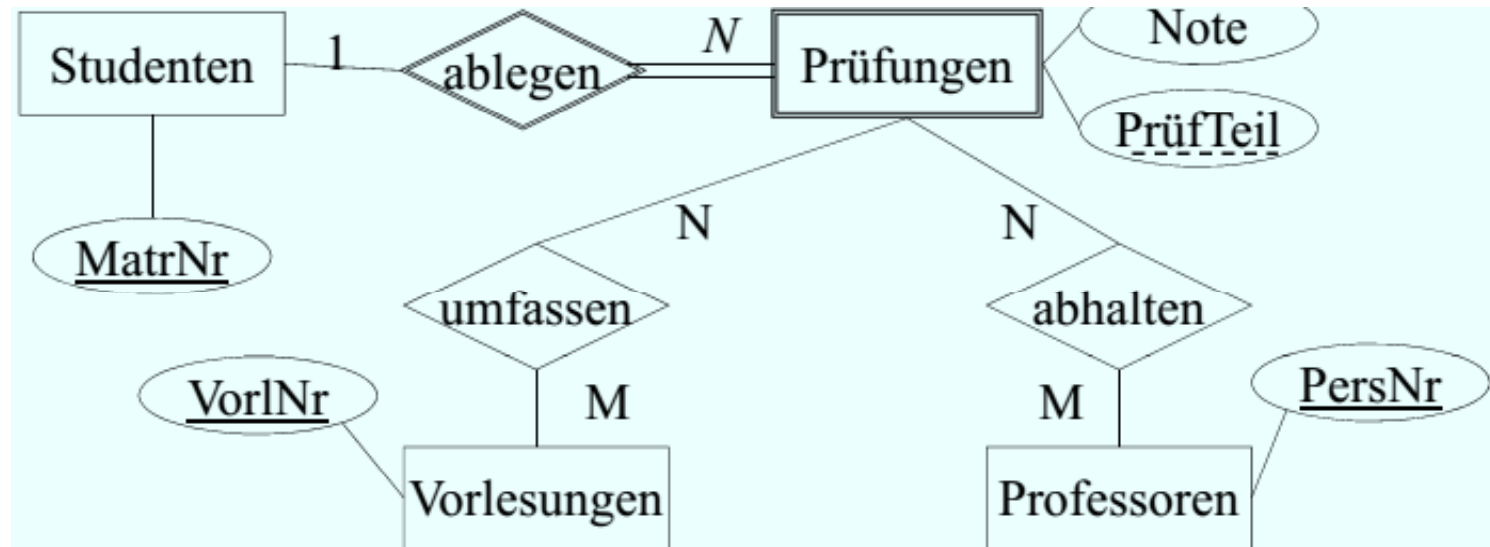 Studenten
1
ablegen
N
Prüfungen
Note
PrüfTeil
MatrNr
N
N
umfassen
abhalten
VorlNr
M
M
PersNr
Vorlesungen
Professoren